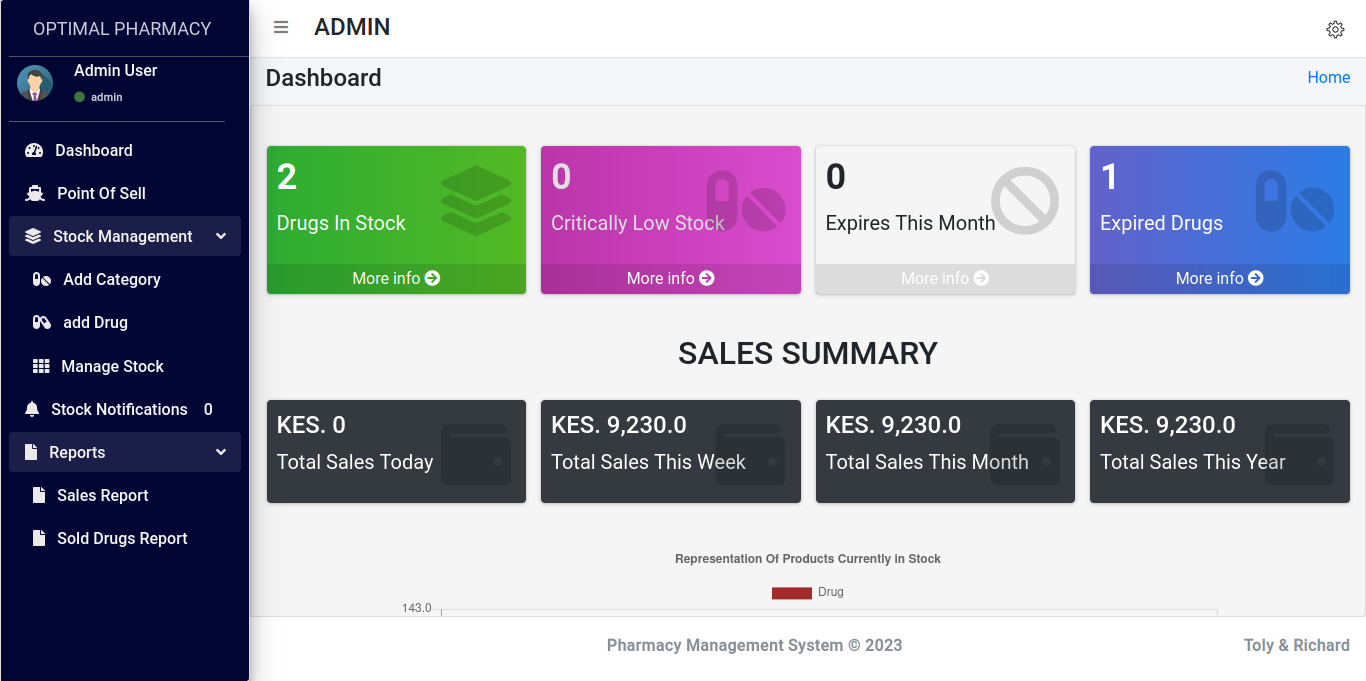 OPTIMAL PHARMACY
ADMIN
Admin User
admin
Dashboard
Home
Dashboard
Point Of Sell
Stock Management
Add Category
add Drug
Manage Stock
Stock Notifications 0
Reports
Sales Report
Sold Drugs Report
2
Drugs In Stock
More info
0
Critically Low Stock
More info
0
Expires This Month
More info
1
Expired Drugs
More info
SALES SUMMARY
KES. 0
Total Sales Today
KES. 9,230.0
Total Sales This Week
KES. 9,230.0
Total Sales This Month
KES. 9,230.0
Total Sales This Year
Representation Of Products Currently in Stock
Drug
143.0
Pharmacy Management System © 2023
Toly & Richard